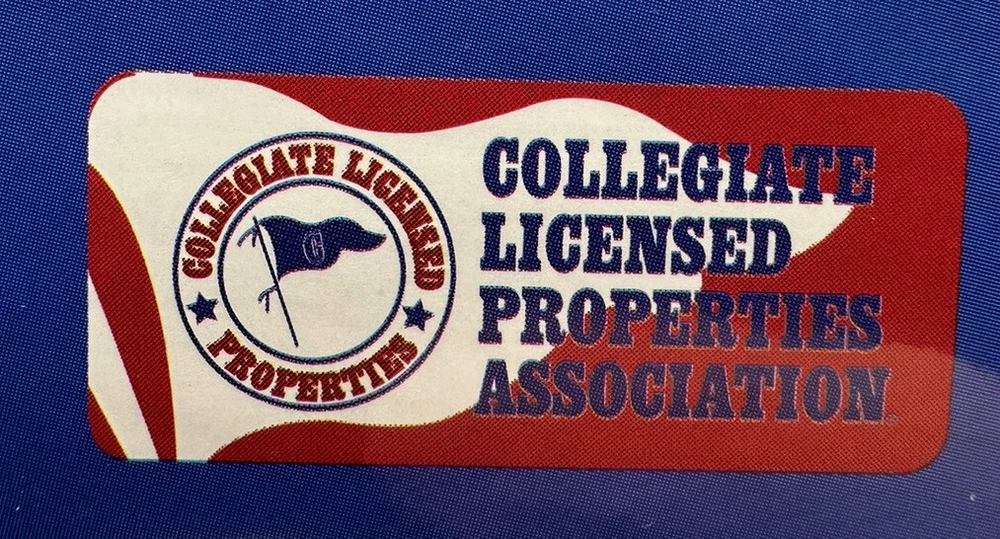 COLLEGIATE LICENSED
PROPERTIES
C
COLLEGIATE
LICENSED
PROPERTIES
ASSOCIATION